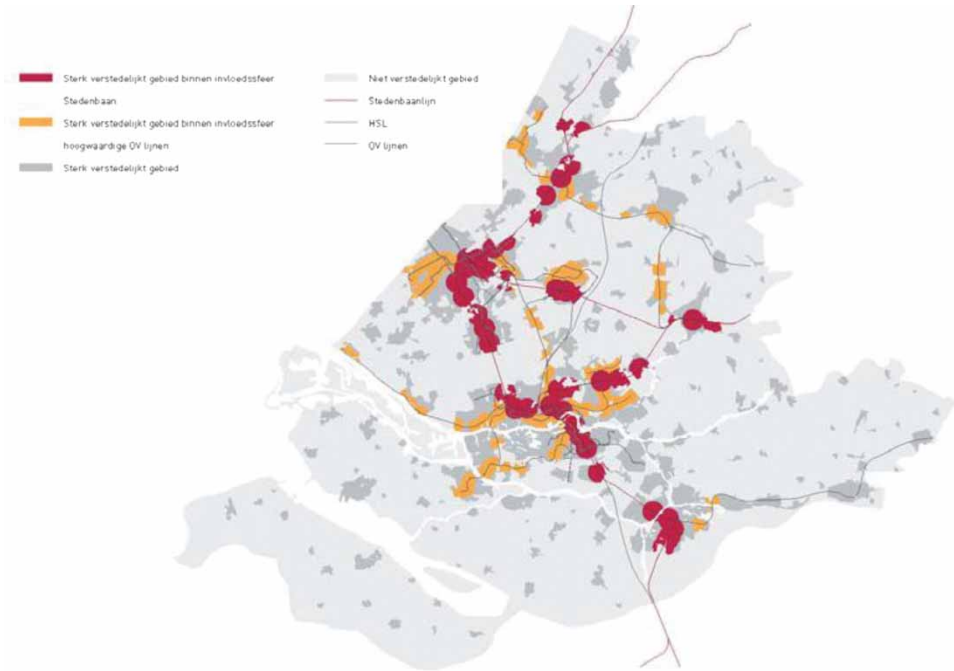 Sterk verstedelijkt gebied binnen invloedssfeer
Stedenbaan
Sterk verstedelijkt gebied binnen invloedssfeer
hoogwaardige OV lijnen
Sterk verstedelijkt gebied
Niet verstedelijkt gebied
Stedenbaanlijn
HSL
OV lijnen